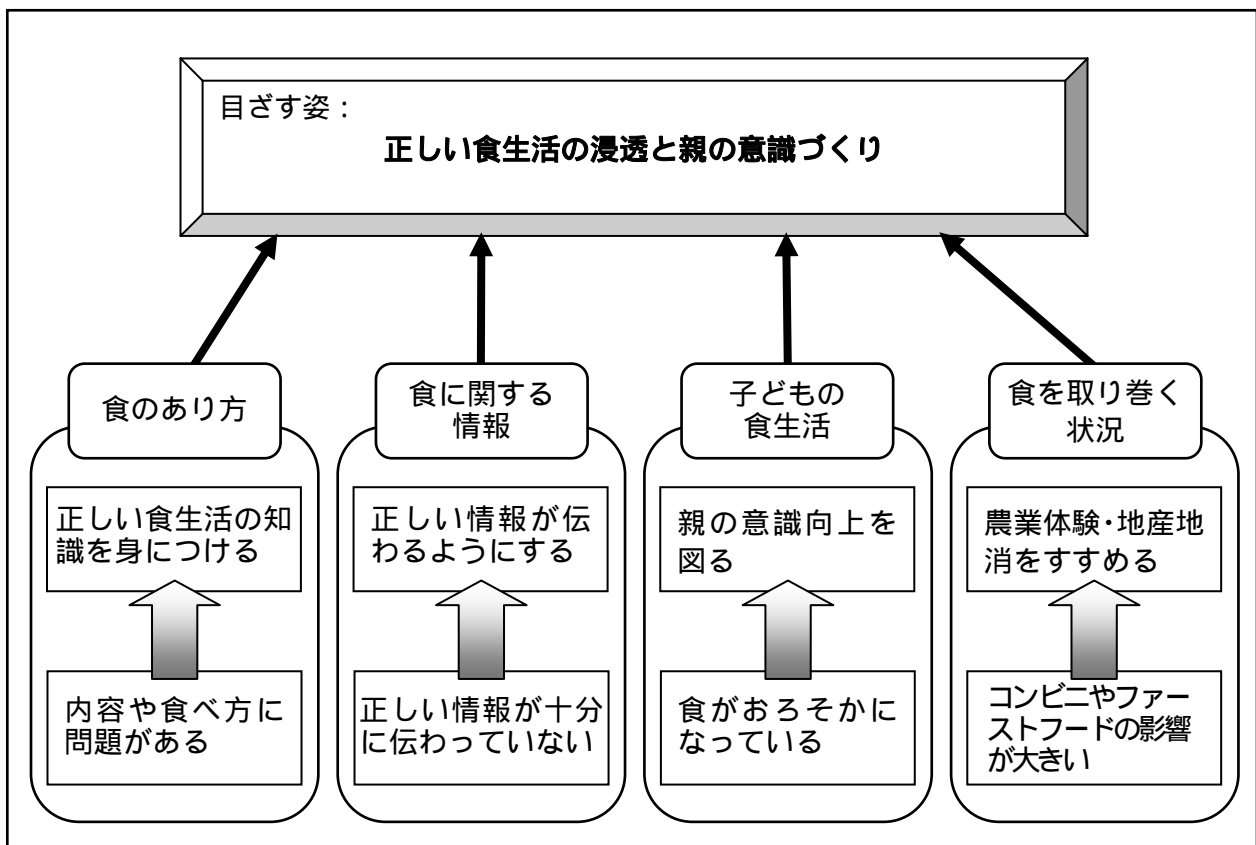 目ざす姿：
正しい食生活の浸透と親の意識づくり
食のあり方
正しい食生活の知
識を身につける
内容や食べ方に
問題がある
食に関する
情報
正しい情報が伝
わるようにする
正しい情報が十分
に伝わっていない
子どもの
食生活
親の意識向上を
図る
食がおろそかに
なっている
食を取り巻く
状況
農業体験・地産地
消をすすめる
コンビニやファー
ストフードの影響
が大きい